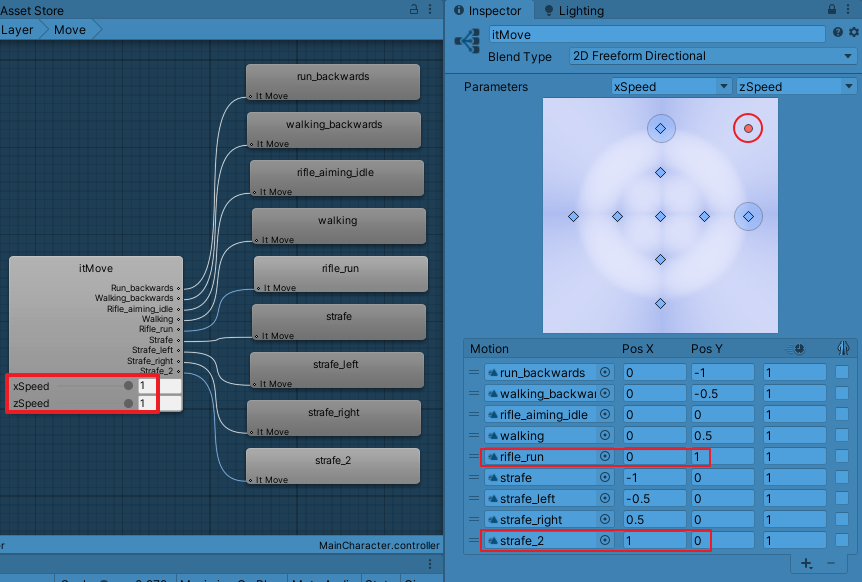 Asset Store
Layer
Move
run_backwards
It Move
walking_backwards
It Move
rifle_aiming_idle
It Move
walking
It Move
rifle_run
It Move
strafe
It Move
strafe_left
It Move
strafe_right
It Move
strafe_2
It Move
itMove
Run_backwards
Walking_backwards
Rifle_aiming_idle
Walking
Rifle_run
Strafe
Strafe_left
Strafe_right
Strafe_2
xSpeed 1
zSpeed 1
MainCharacter.controller
Inspector
Lighting
itMove
Blend Type 2D Freeform Directional
Parameters xSpeed zSpeed
Motion Pos X Pos Y
run_backwards 0 -1 1
walking_backwar 0 -0.5 1
rifle_aiming_idle 0 0 1
walking 0 0.5 1
rifle_run 0 1 1
strafe -1 0 1
strafe_left -0.5 0 1
strafe_right 0.5 0 1
strafe_2 1 0 1